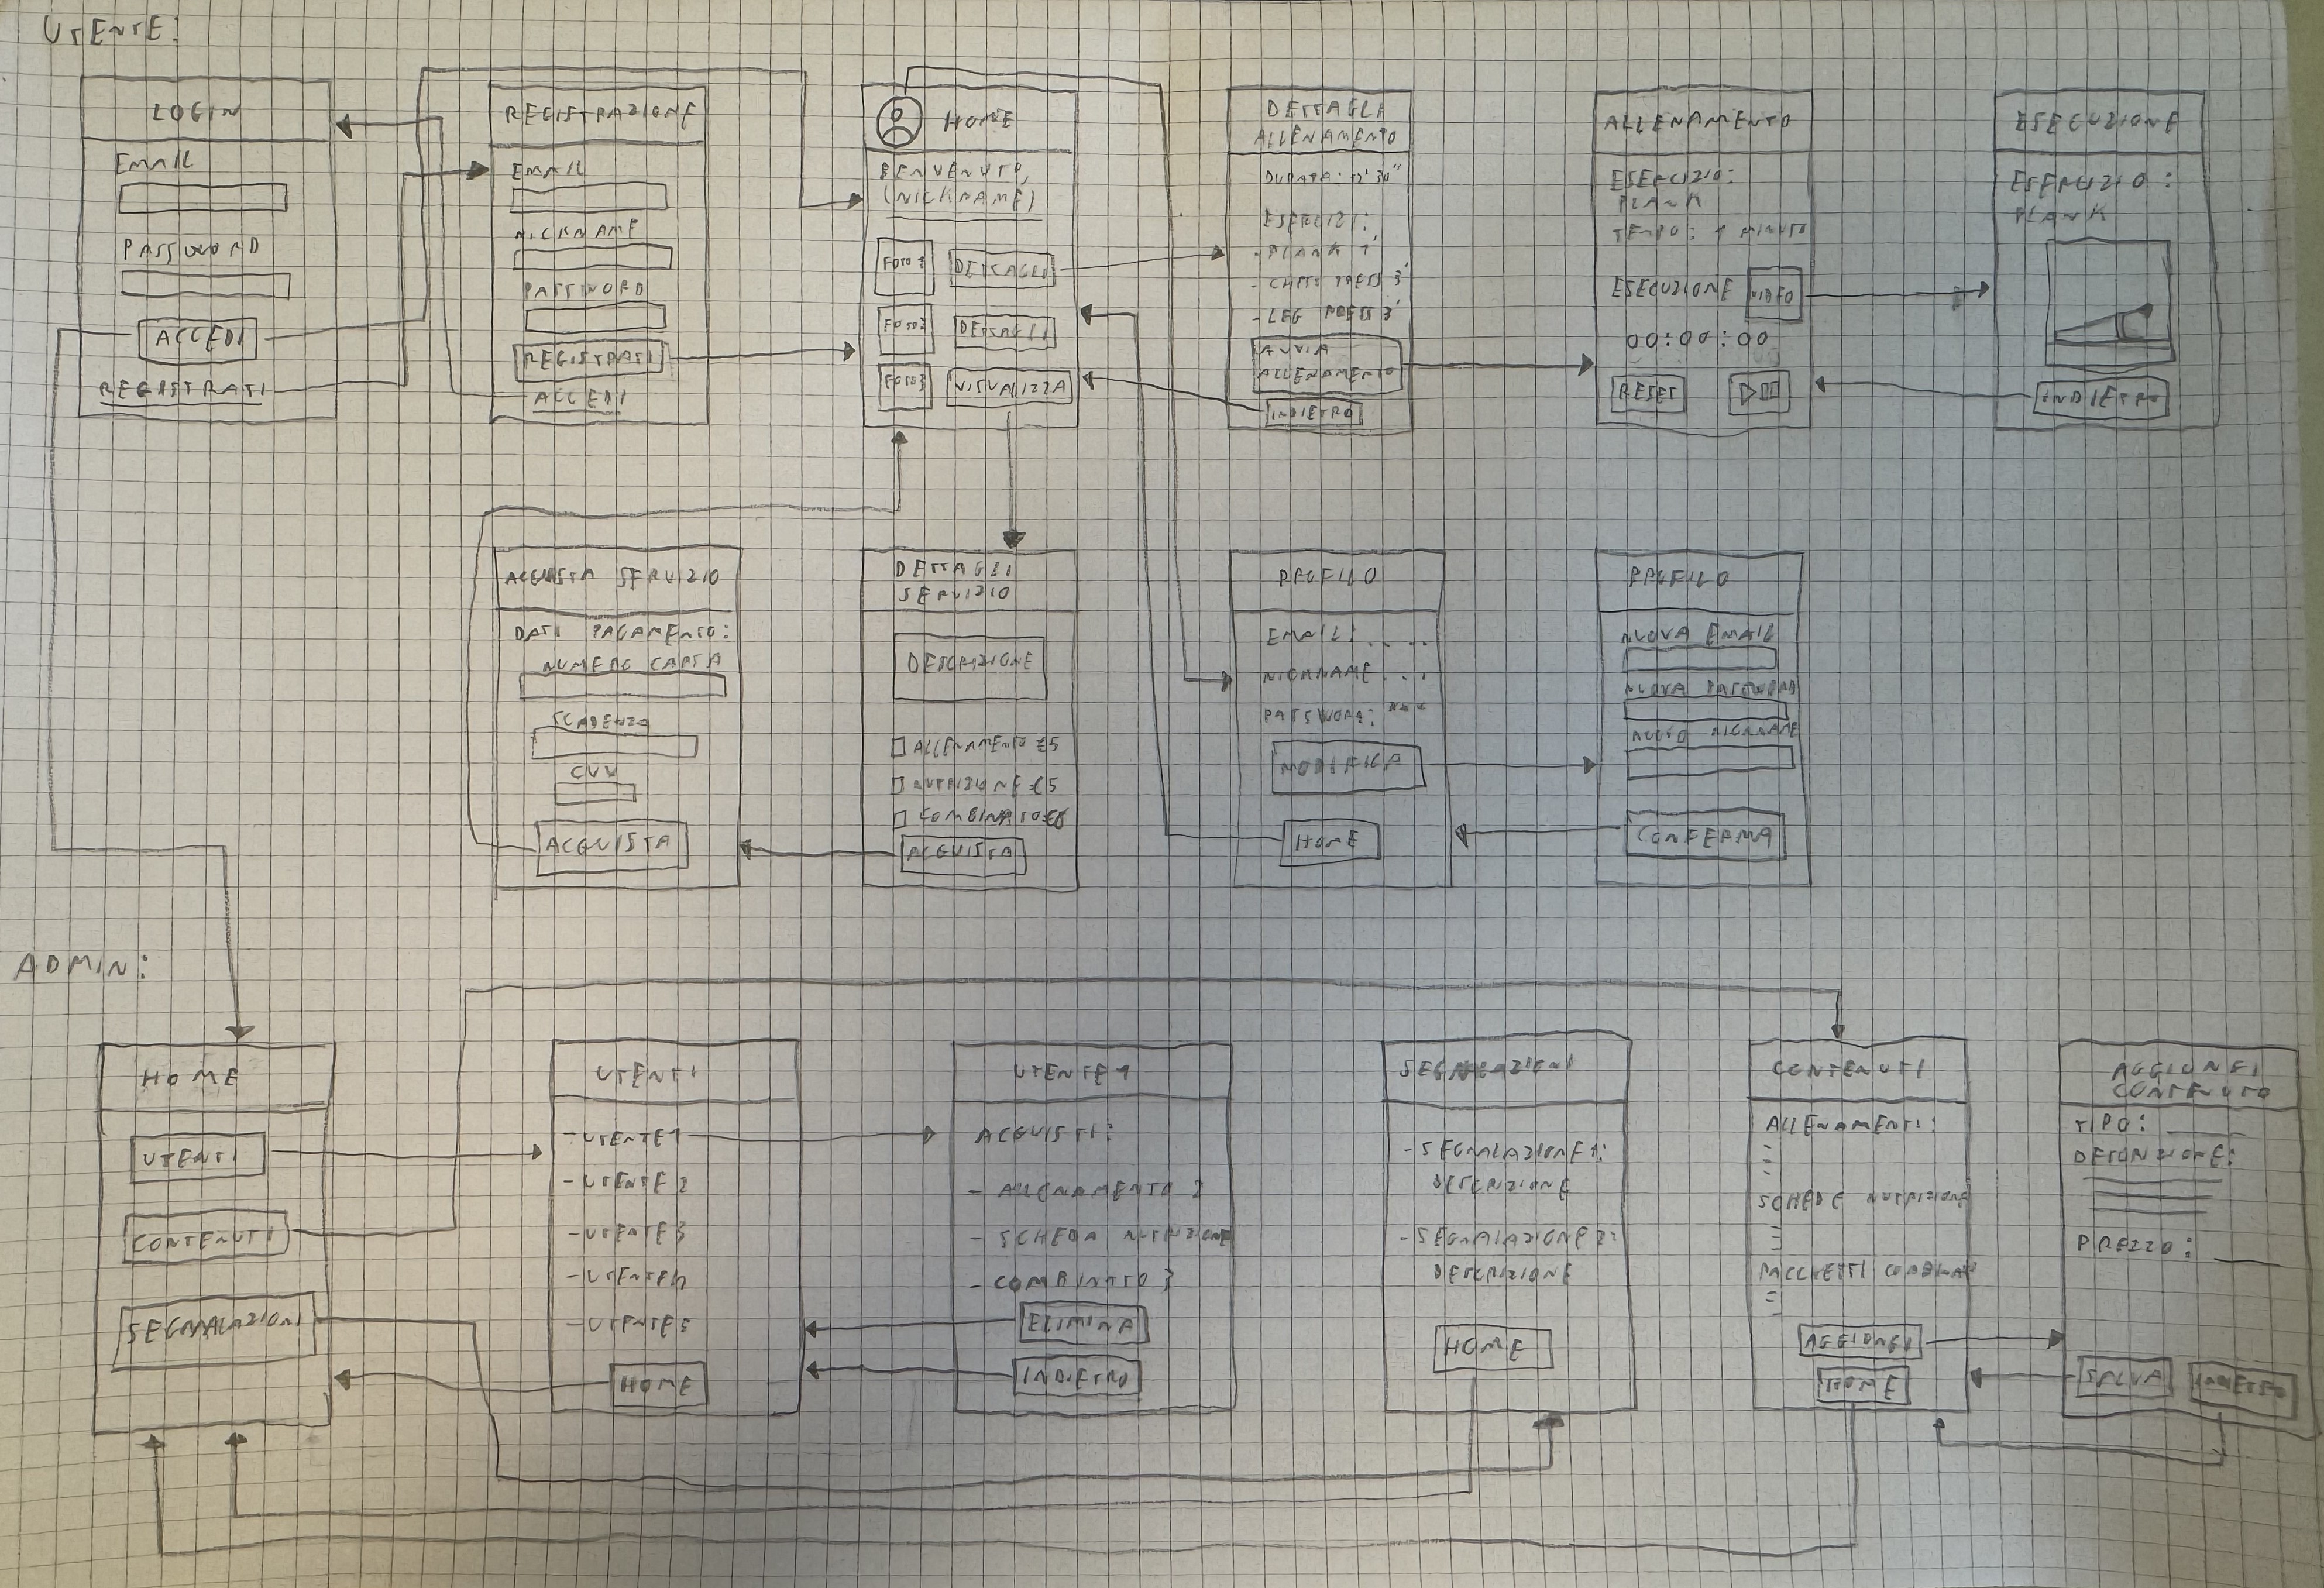 UTENTE:
LOGIN
EMAIL
PASSWORD
ACCEDI
REGISTRATI
REGISTRAZIONE
EMAIL
NICKNAME
PASSWORD
REGISTRATI
ACCEDI
HOME
BENVENUTO,
(NICKNAME)
FOTO 1
DETTAGLI
FOTO 2
DETTAGLI
FOTO 3
VISUALIZZA
DETTAGLI
ALLENAMENTO
DURATA: 12' 30"
ESERCIZI:
- PLANK 1'
- CHEST PRESS 3'
- LEG PRESS 3'
AVVIA
ALLENAMENTO
INDIETRO
ALLENAMENTO
ESERCIZIO:
PLANK
TEMPO: 1 MINUTO
ESECUZIONE VIDEO
00:00:00
RESET
ESECUZIONE
ESERCIZIO:
PLANK
INDIETRO
ACQUISTA SERVIZIO
DATI PAGAMENTO:
NUMERO CARTA
SCADENZA
CVV
ACQUISTA
DETTAGLI
SERVIZIO
DESCRIZIONE
ALLENAMENTO €5
NUTRIZIONE €5
COMBINATO €8
ACQUISTA
PROFILO
EMAIL: ....
NICKNAME ...
PASSWORD: ***
MODIFICA
HOME
PROFILO
NUOVA EMAIL
NUOVA PASSWORD
NUOVO NICKNAME
CONFERMA
ADMIN:
HOME
UTENTI
CONTENUTI
SEGNALAZIONI
UTENTI
- UTENTE 1
- UTENTE 2
- UTENTE 3
- UTENTE 4
- UTENTE 5
HOME
UTENTE 1
ACQUISTI:
- ALLENAMENTO 2
- SCHEDA NUTRIZIONE
- COMBINTTO 3
ELIMINA
INDIETRO
SEGNALAZIONI
- SEGNALAZIONE 1:
DESCRIZIONE
- SEGNALAZIONE 2:
DESCRIZIONE
HOME
CONTENUTI
ALLENAMENTI:
SCHEDE NUTRIZIONE
PACCHETTI
AGGIUNGI
HOME
AGGIUNGI
CONTENUTO
TIPO:
DESCRIZIONE:
PREZZO:
SALVA
INDIETRO